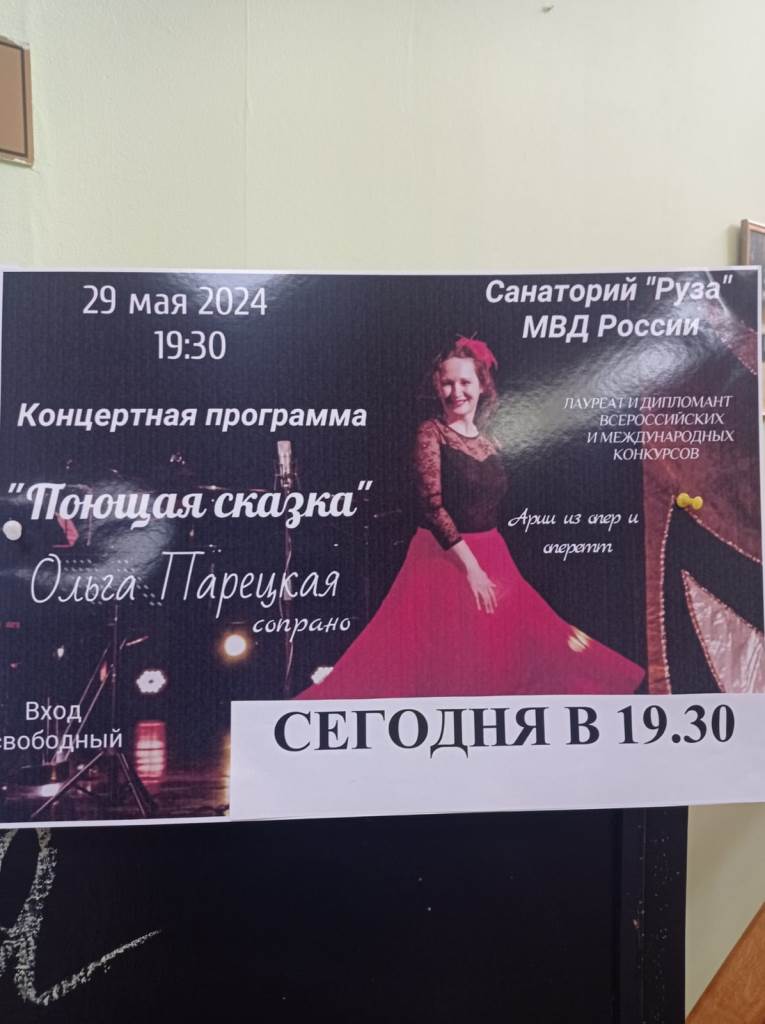 29 мая 2024
19:30
Санаторий "Руза"
МВД России
Концертная программа
"Поющая сказка"
Ольга Парецкая
сопрано
ЛАУРЕАТ И ДИПЛОМАНТ
ВСЕРОССИЙСКИХ
И МЕЖДУНАРОДНЫХ
КОНКУРСОВ
Арии из опер и
оперетт
Вход
свободный
СЕГОДНЯ В 19.30